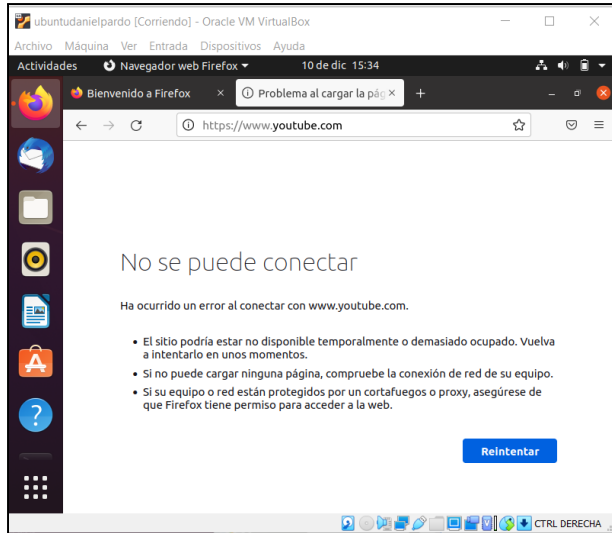 ubuntudanielpardo [Corriendo] - Oracle VM VirtualBox
Archivo Máquina Ver Entrada Dispositivos Ayuda
Actividades Navegador web Firefox 10 de dic 15:34
Bienvenido a Firefox Problema al cargar la pág
https://www.youtube.com
No se puede conectar
Ha ocurrido un error al conectar con www.youtube.com.
• El sitio podría estar no disponible temporalmente o demasiado ocupado. Vuelva
a intentarlo en unos momentos.
• Si no puede cargar ninguna página, compruebe la conexión de red de su equipo.
• Si su equipo o red están protegidos por un cortafuegos o proxy, asegúrese de
que Firefox tiene permiso para acceder a la web.
Reintentar
CTRL DERECHA